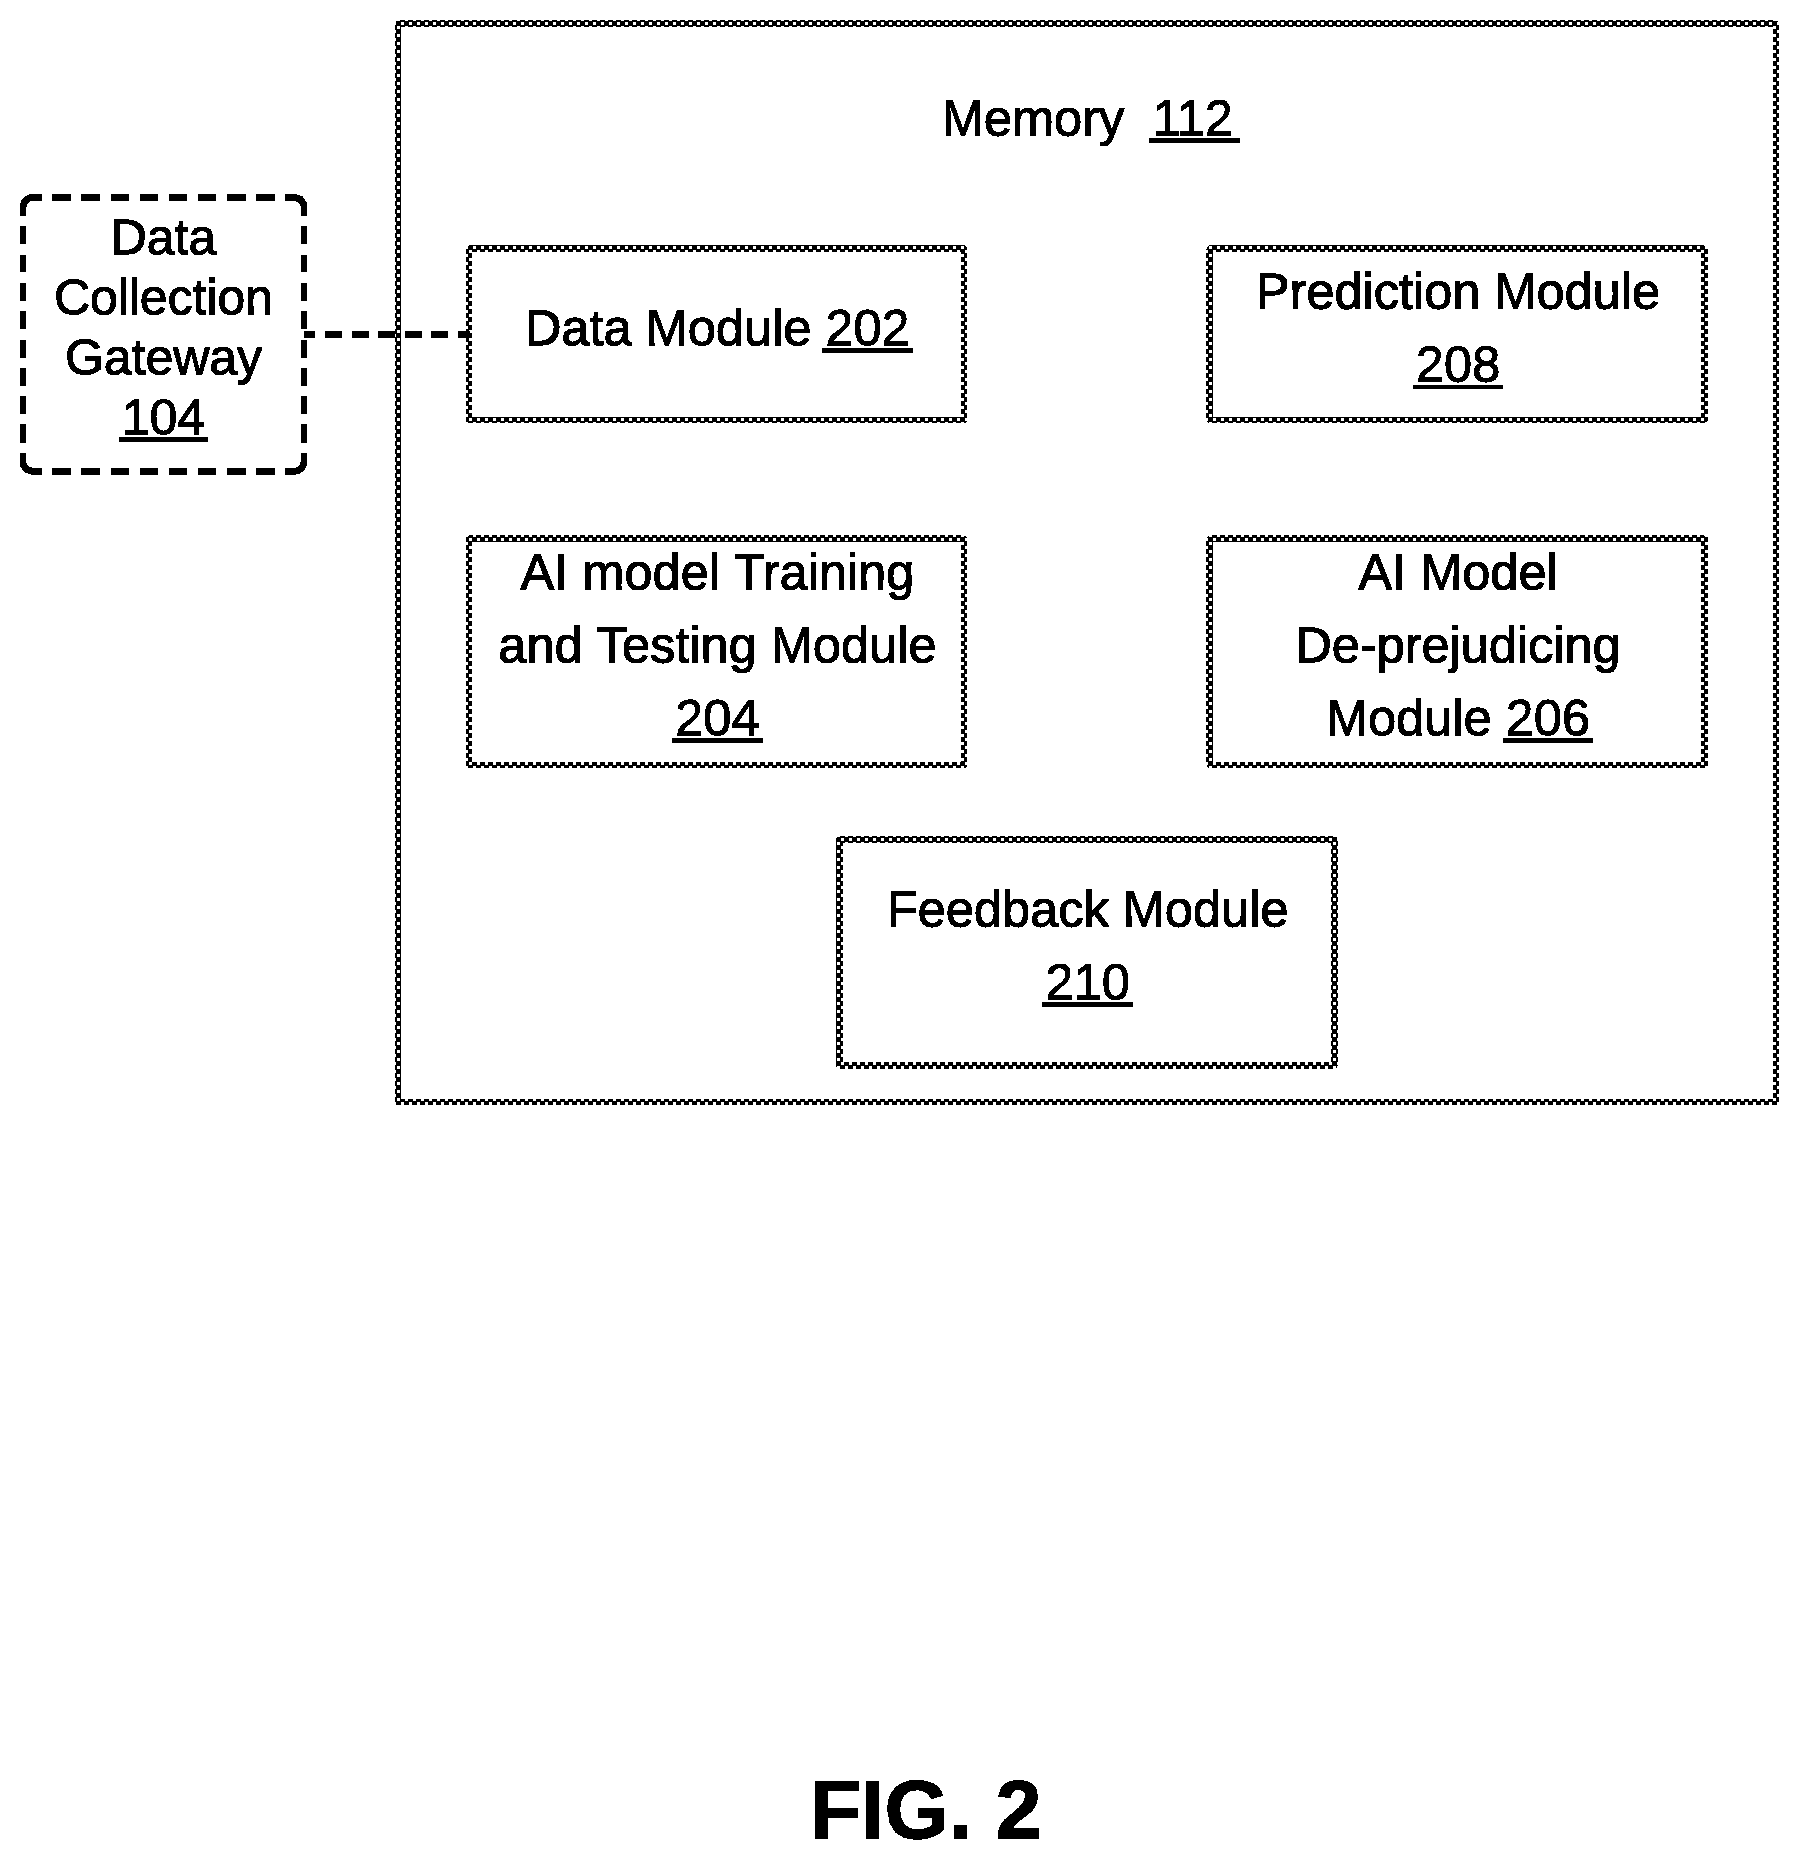 Memory 112
Data
Collection
Gateway
104
Data Module 202
Prediction Module
208
AI model Training
and Testing Module
204
AI Model
De-prejudicing
Module 206
Feedback Module
210
FIG. 2